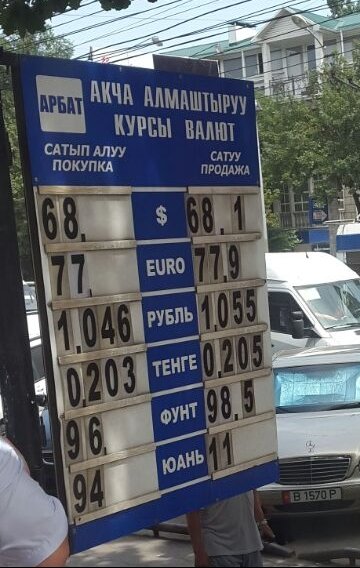 АРБАТ
АКЧА АЛМАШТЫРУУ
КУРСЫ ВАЛЮТ
САТЫП АЛУУ САТУУ
ПОКУПКА ПРОДАЖА
68. $ 68.1
77. EURO 77.9
1.046 РУБЛЬ 1.055
0.203 ТЕНГЕ 0.205
96. ФУНТ 98.5
94 ЮАНЬ 11
B 1570 P